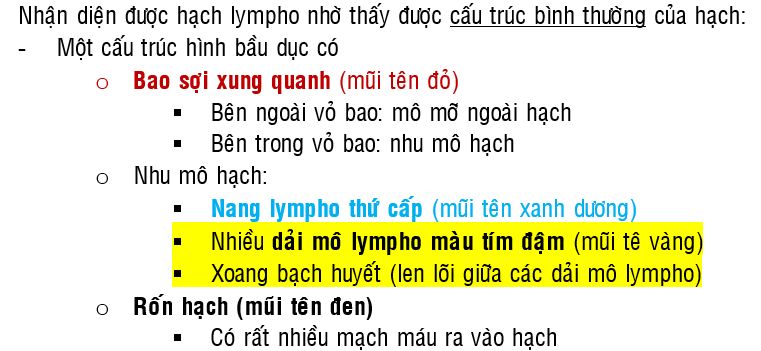 Nhận diện được hạch lympho nhờ thấy được cấu trúc bình thường của hạch:
- Một cấu trúc hình bầu dục có
o Bao sợi xung quanh (mũi tên đỏ)
▪ Bên ngoài vỏ bao: mô mỡ ngoài hạch
▪ Bên trong vỏ bao: nhu mô hạch
o Nhu mô hạch:
▪ Nang lympho thứ cấp (mũi tên xanh dương)
▪ Nhiều dải mô lympho màu tím đậm (mũi tê vàng)
▪ Xoang bạch huyết (len lõi giữa các dải mô lympho)
o Rốn hạch (mũi tên đen)
▪ Có rất nhiều mạch máu ra vào hạch